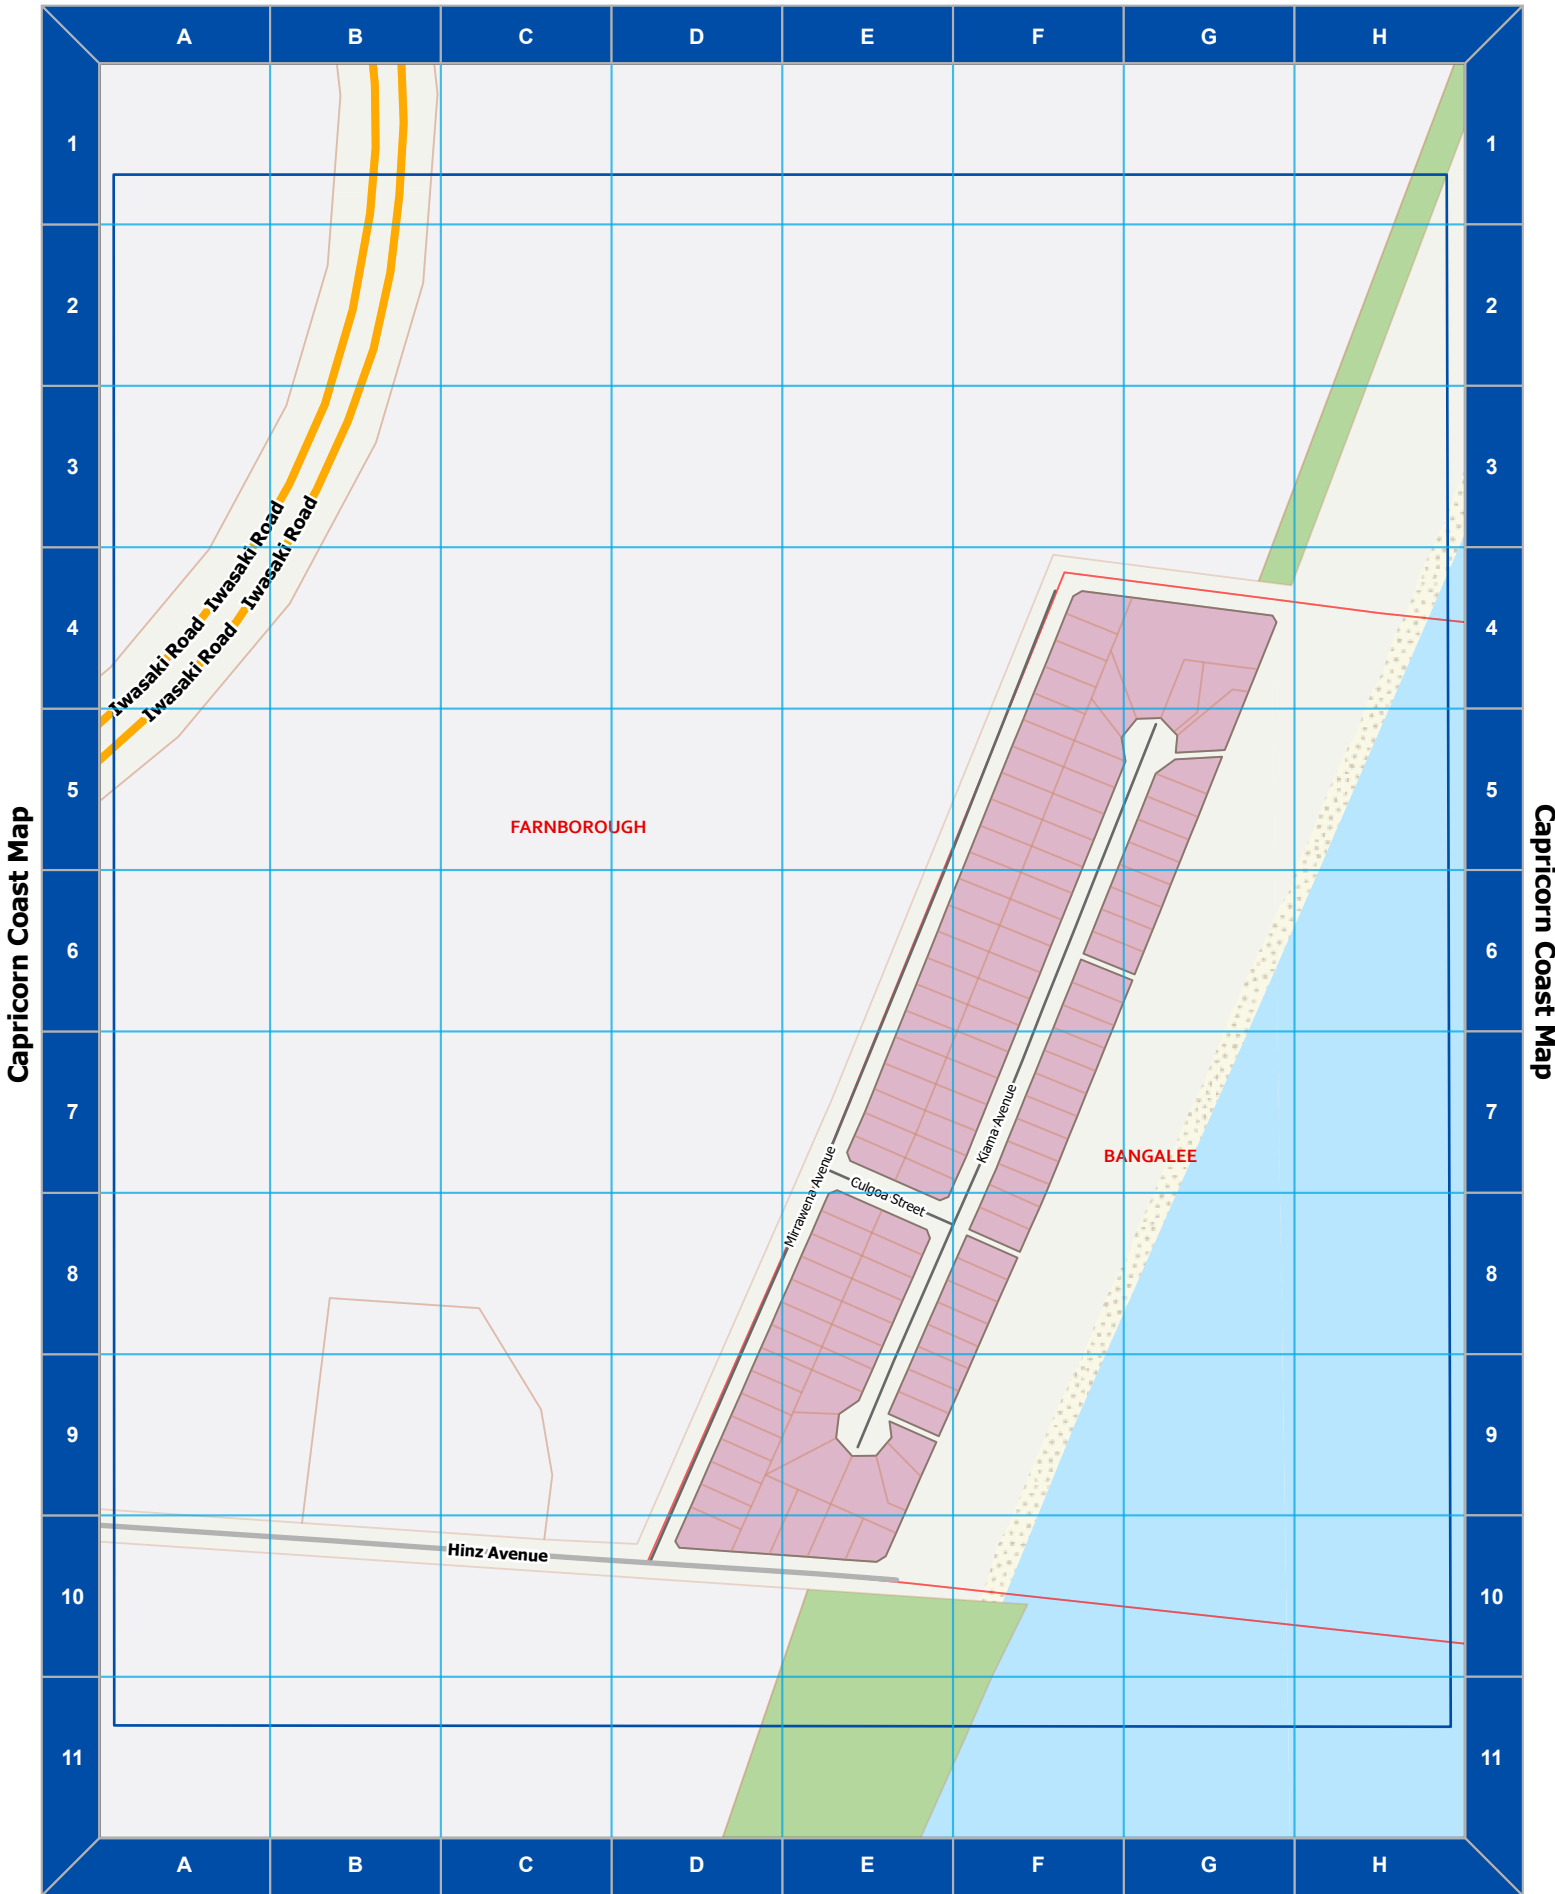 A B C D E F G H
1 1
2 2
3 3
Iwasaki Road
Iwasaki Road
4 4
Iwasaki Road
Iwasaki Road
5 5
Capricorn Coast Map
FARNBOROUGH
Capricorn Coast Map
6 6
7 7
Kiama Avenue
BANGALEE
Mirrawena Avenue
Culgoa Street
8 8
9 9
Hinz Avenue
10 10
11 11
A B C D E F G H